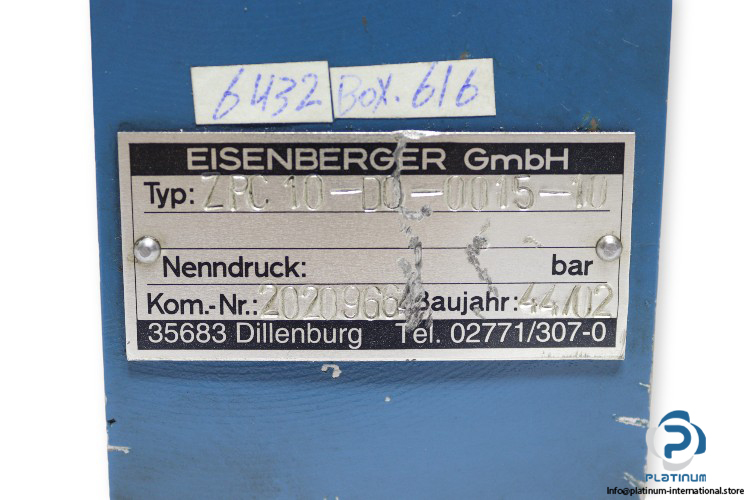 6432 BOX.616
EISENBERGER GmbH
Typ: ZPC 10-DO-0015-10
Nenndruck: bar
Kom.-Nr.: 2020966 Baujahr: 44/02
35683 Dillenburg Tel. 02771/307-0
PLATINUM
Info@platinum-international.store